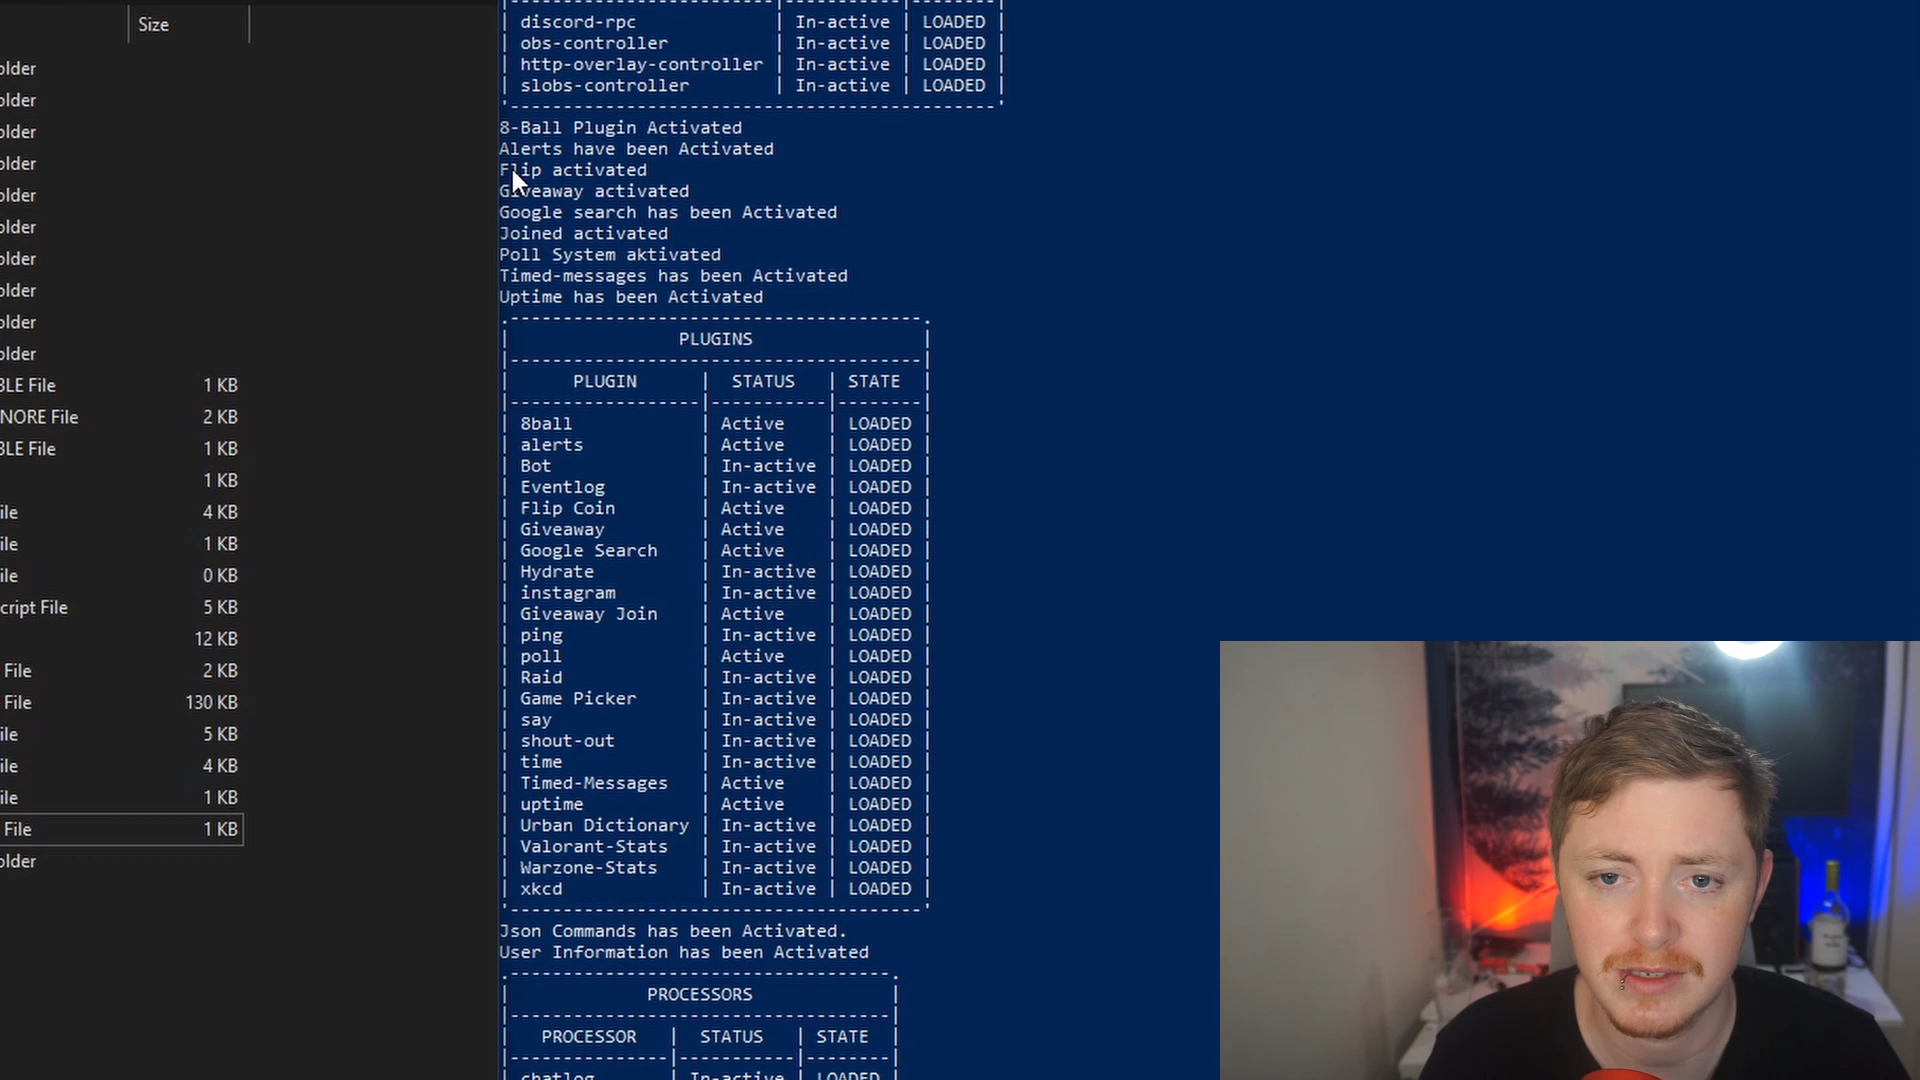 Size
older
older
older
older
older
older
older
older
older
older
BLE File 1 KB
NORE File 2 KB
BLE File 1 KB
1 KB
ile 4 KB
ile 1 KB
ile 0 KB
cript File 5 KB
12 KB
File 2 KB
File 130 KB
ile 5 KB
ile 4 KB
ile 1 KB
File 1 KB
older
| discord-rpc | In-active | LOADED |
| obs-controller | In-active | LOADED |
| http-overlay-controller | In-active | LOADED |
| slobs-controller | In-active | LOADED |
8-Ball Plugin Activated
Alerts have been Activated
Flip activated
Giveaway activated
Google search has been Activated
Joined activated
Poll System aktivated
Timed-messages has been Activated
Uptime has been Activated
| PLUGINS |
| PLUGIN | STATUS | STATE |
| 8ball | Active | LOADED |
| alerts | Active | LOADED |
| Bot | In-active | LOADED |
| Eventlog | In-active | LOADED |
| Flip Coin | Active | LOADED |
| Giveaway | Active | LOADED |
| Google Search | Active | LOADED |
| Hydrate | In-active | LOADED |
| instagram | In-active | LOADED |
| Giveaway Join | Active | LOADED |
| ping | In-active | LOADED |
| poll | Active | LOADED |
| Raid | In-active | LOADED |
| Game Picker | In-active | LOADED |
| say | In-active | LOADED |
| shout-out | In-active | LOADED |
| time | In-active | LOADED |
| Timed-Messages | Active | LOADED |
| uptime | Active | LOADED |
| Urban Dictionary | In-active | LOADED |
| Valorant-Stats | In-active | LOADED |
| Warzone-Stats | In-active | LOADED |
| xkcd | In-active | LOADED |
Json Commands has been Activated.
User Information has been Activated
| PROCESSORS |
| PROCESSOR | STATUS | STATE |
| chatlog | In-active | LOADED |